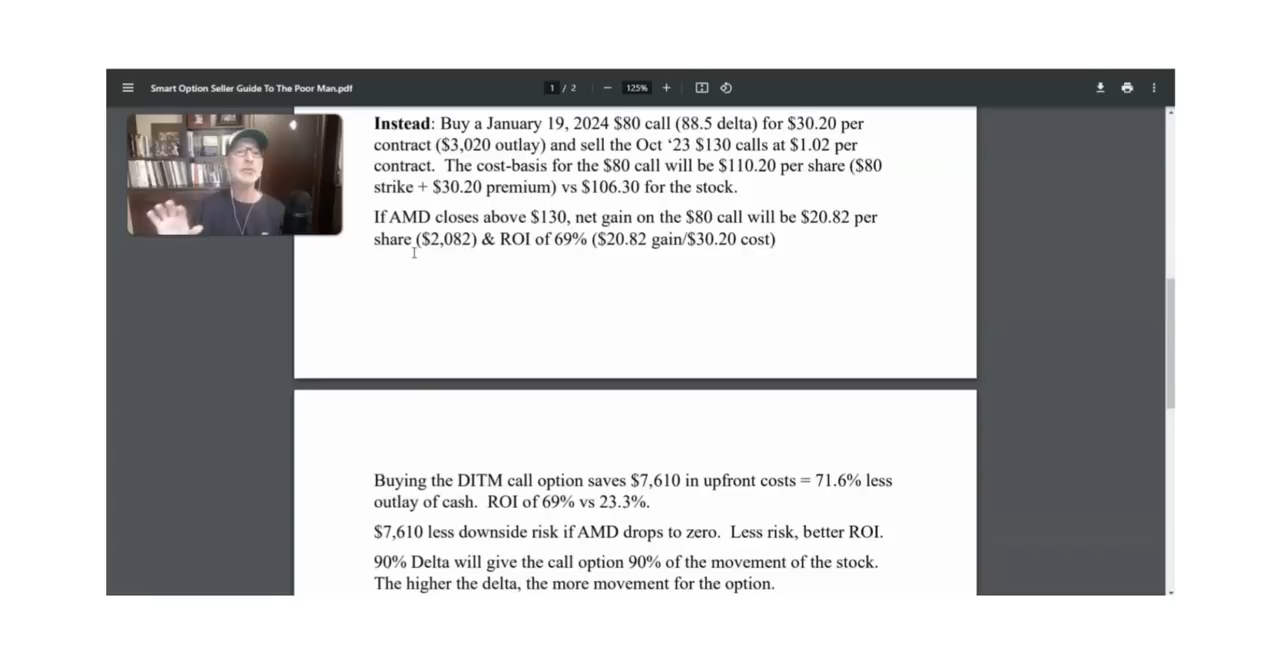 Smart Option Seller Guide To The Poor Man.pdf
1 / 2
125%
Instead: Buy a January 19, 2024 $80 call (88.5 delta) for $30.20 per
contract ($3,020 outlay) and sell the Oct ‘23 $130 calls at $1.02 per
contract. The cost-basis for the $80 call will be $110.20 per share ($80
strike + $30.20 premium) vs $106.30 for the stock.
If AMD closes above $130, net gain on the $80 call will be $20.82 per
share ($2,082) & ROI of 69% ($20.82 gain/$30.20 cost)
Buying the DITM call option saves $7,610 in upfront costs = 71.6% less
outlay of cash. ROI of 69% vs 23.3%.
$7,610 less downside risk if AMD drops to zero. Less risk, better ROI.
90% Delta will give the call option 90% of the movement of the stock.
The higher the delta, the more movement for the option.